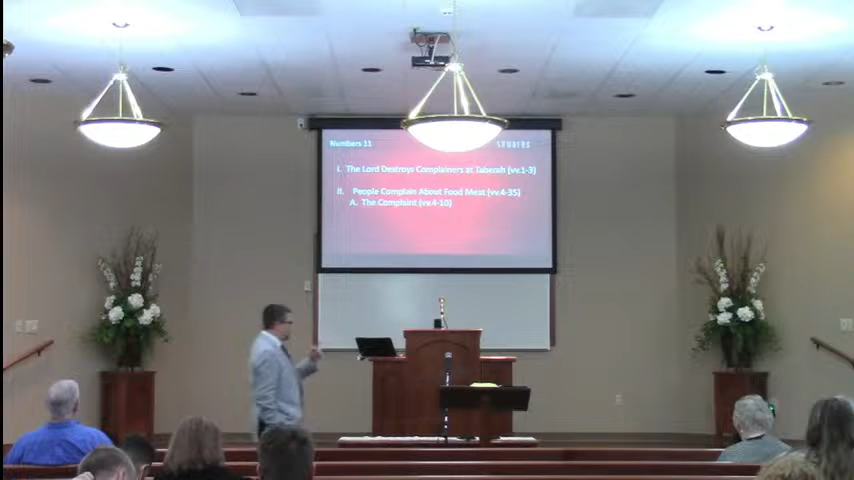 Numbers 11
I. The Lord Destroys Complainers at Taberah (vv.1-3)
II. People Complain About Food Meat (vv.4-35)
A. The Complaint (vv.4-10)